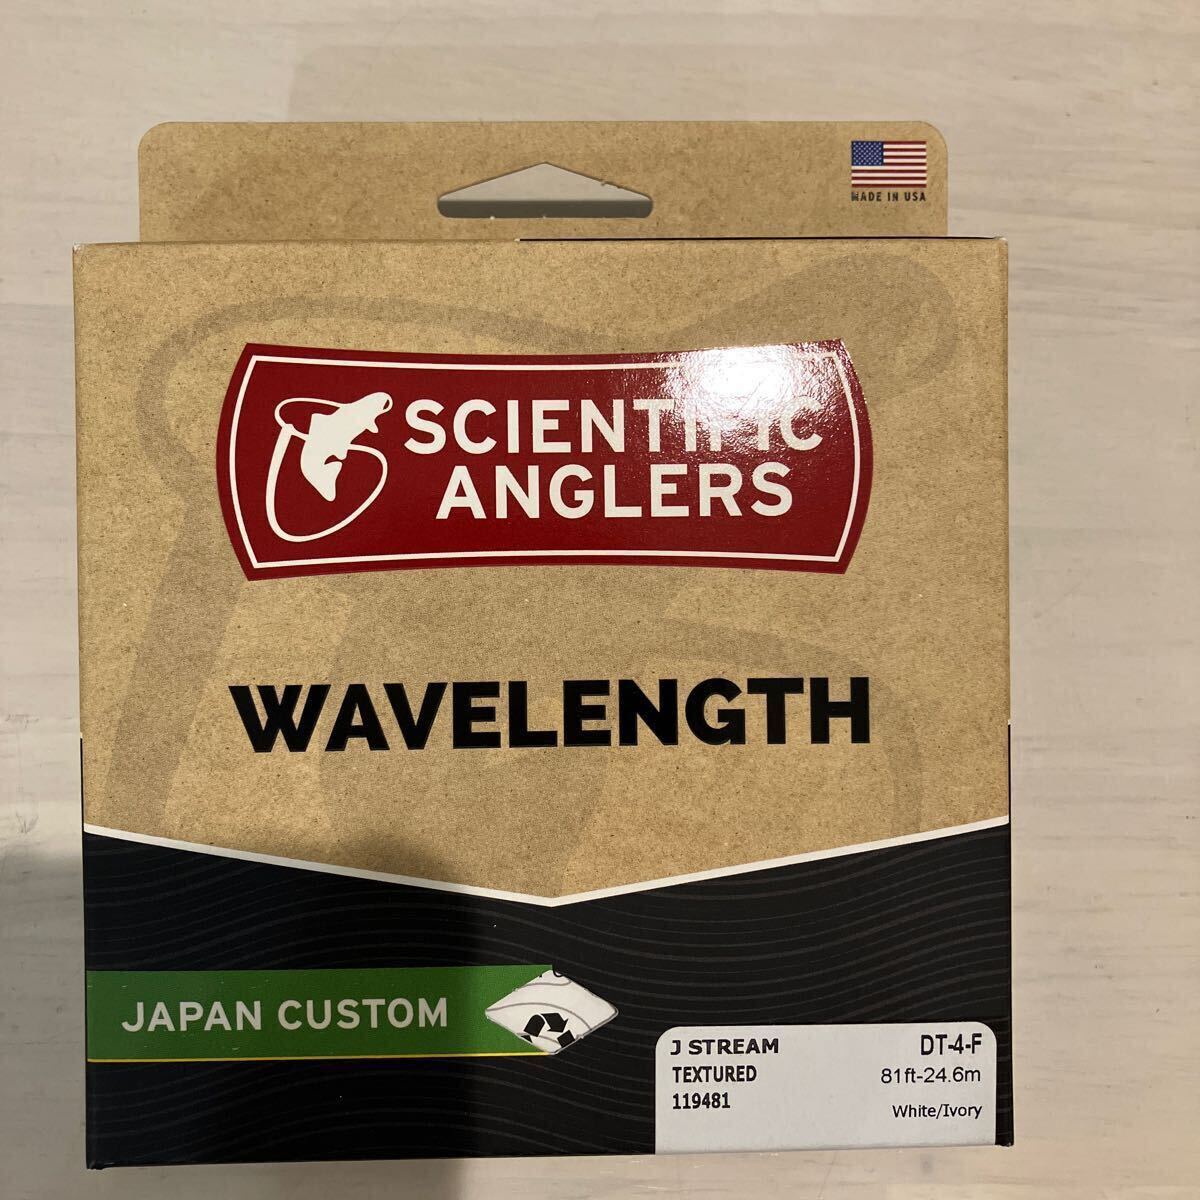 MADE IN USA
SCIENTIFIC
ANGLERS
WAVELENGTH
JAPAN CUSTOM
J STREAM DT-4-F
TEXTURED 81ft-24.6m
119481 White/Ivory